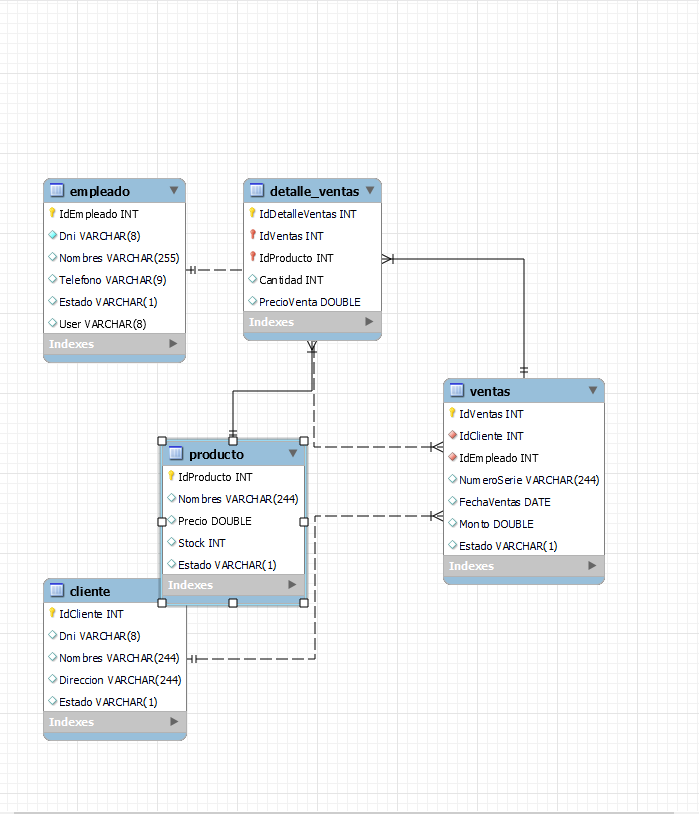 empleado
IdEmpleado INT
Dni VARCHAR(8)
Nombres VARCHAR(255)
Telefono VARCHAR(9)
Estado VARCHAR(1)
User VARCHAR(8)
Indexes
detalle_ventas
IdDetalleVentas INT
IdVentas INT
IdProducto INT
Cantidad INT
PrecioVenta DOUBLE
Indexes
ventas
IdVentas INT
IdCliente INT
IdEmpleado INT
NumeroSerie VARCHAR(244)
FechaVentas DATE
Monto DOUBLE
Estado VARCHAR(1)
Indexes
producto
IdProducto INT
Nombres VARCHAR(244)
Precio DOUBLE
Stock INT
Estado VARCHAR(1)
Indexes
cliente
IdCliente INT
Dni VARCHAR(8)
Nombres VARCHAR(244)
Direccion VARCHAR(244)
Estado VARCHAR(1)
Indexes